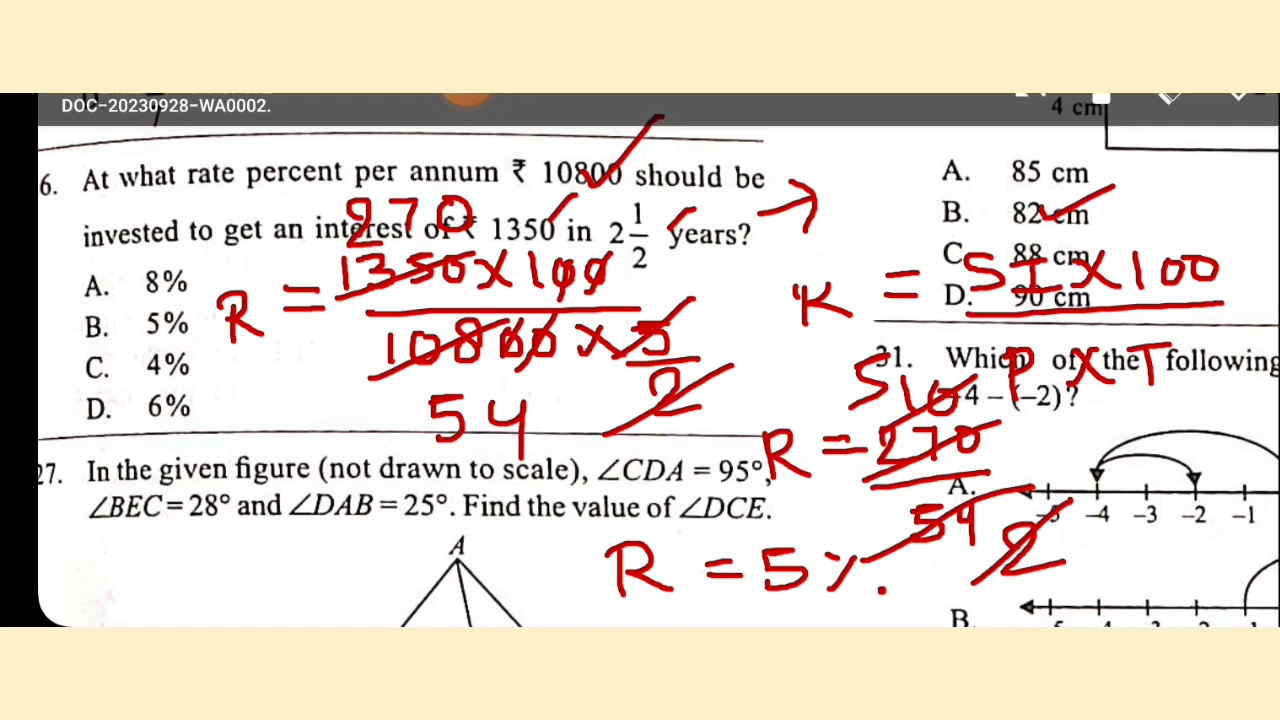 DOC-20230928-WA0002.
6. At what rate percent per annum ₹ 10800 should be
invested to get an interest of ₹ 1350 in 2 1/2 years?
A. 8%
B. 5%
C. 4%
D. 6%
270
R = 1350 X 100
10800 X 5/2
54
27. In the given figure (not drawn to scale), ∠CDA = 95°,
∠BEC = 28° and ∠DAB = 25°. Find the value of ∠DCE.
A
4 cm
A. 85 cm
B. 82 cm
C. 88 cm
D. 90 cm
R = SI X 100
P X T
31. Which of the following
–4 – (–2)?
5
10
R = 270
54
2
R = 5%.
A.
–5 –4 –3 –2 –1
B.